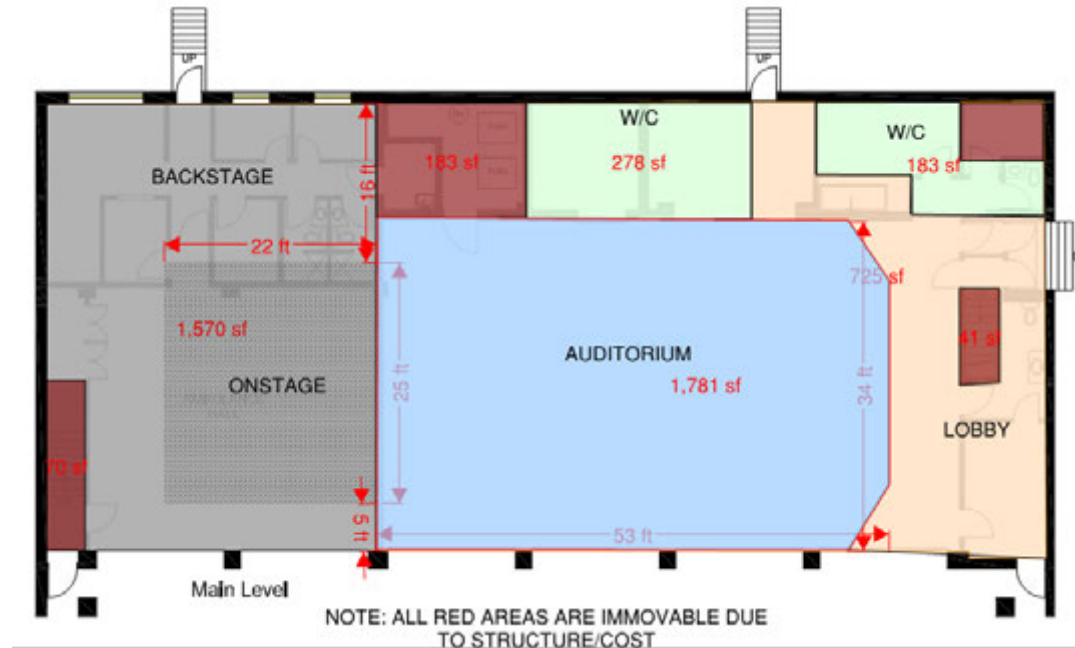 UP
UP
W/C
W/C
BACKSTAGE
16 ft
183 sf
278 sf
183 sf
22 ft
725 sf
1,570 sf
ONSTAGE
25 ft
AUDITORIUM
1,781 sf
34 ft
41 sf
LOBBY
70 sf
5 ft
53 ft
Main Level
NOTE: ALL RED AREAS ARE IMMOVABLE DUE
TO STRUCTURE/COST